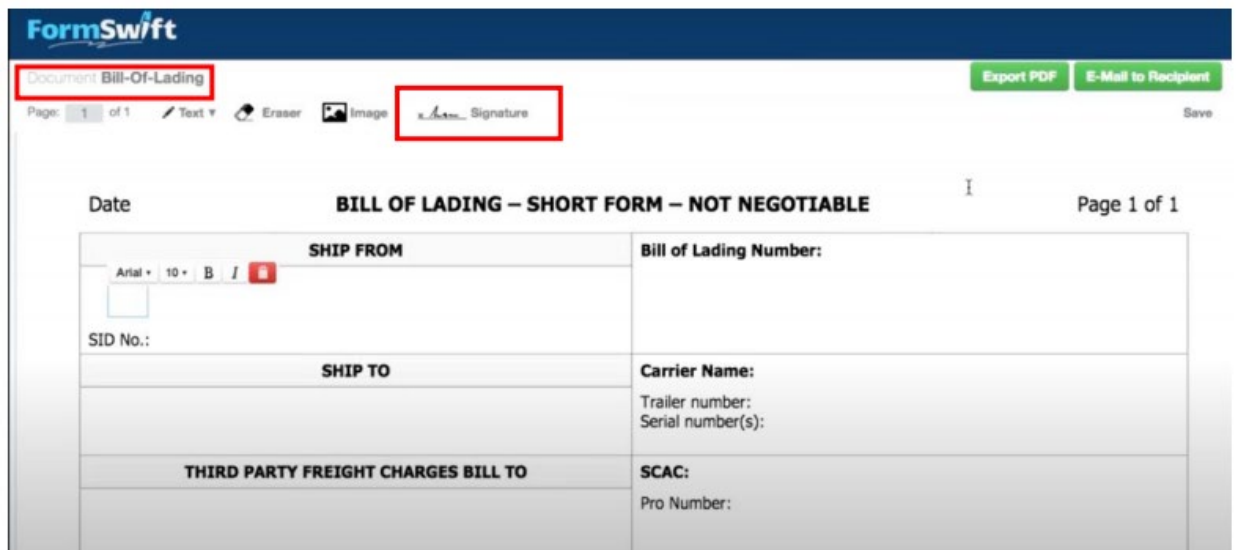 FormSwift
Document Bill-Of-Lading
Export PDF
E-Mail to Recipient
Page: 1 of 1 Text Eraser Image x Signature
Save
Date BILL OF LADING – SHORT FORM – NOT NEGOTIABLE Page 1 of 1
SHIP FROM
Bill of Lading Number:
Arial 10 B I
SID No.:
SHIP TO
Carrier Name:
Trailer number:
Serial number(s):
THIRD PARTY FREIGHT CHARGES BILL TO
SCAC:
Pro Number: